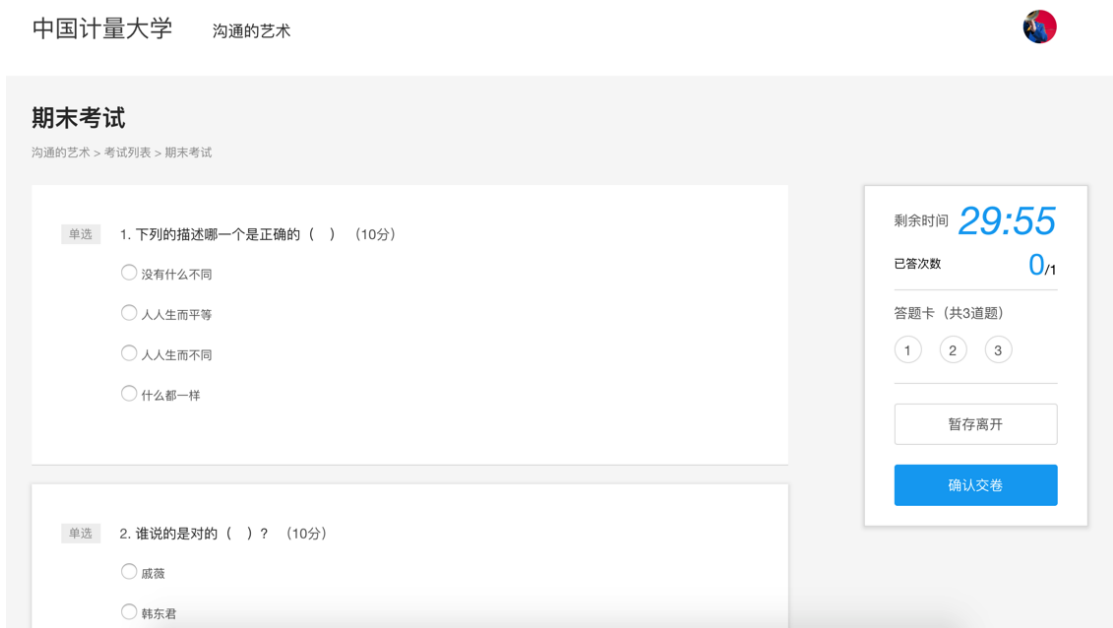 中国计量大学 沟通的艺术
期末考试
沟通的艺术 > 考试列表 > 期末考试
单选 1. 下列的描述哪一个是正确的（ ）（10分）
没有什么不同
人人生而平等
人人生而不同
什么都一样
单选 2. 谁说的是对的（ ）？（10分）
戚薇
韩东君
剩余时间 29:55
已答次数 0/1
答题卡（共3道题）
1 2 3
暂存离开
确认交卷